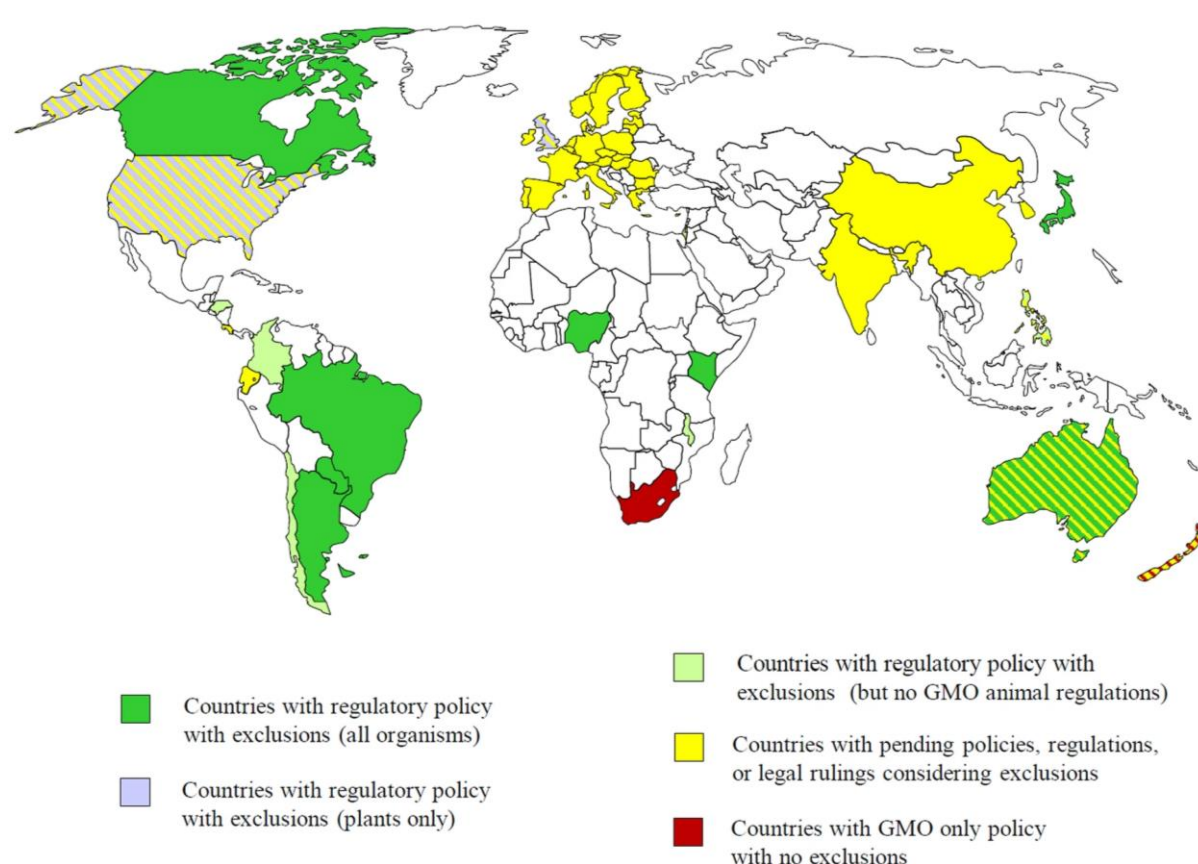 Countries with regulatory policy
with exclusions (all organisms)
Countries with regulatory policy
with exclusions (plants only)
Countries with regulatory policy with
exclusions (but no GMO animal regulations)
Countries with pending policies, regulations,
or legal rulings considering exclusions
Countries with GMO only policy
with no exclusions